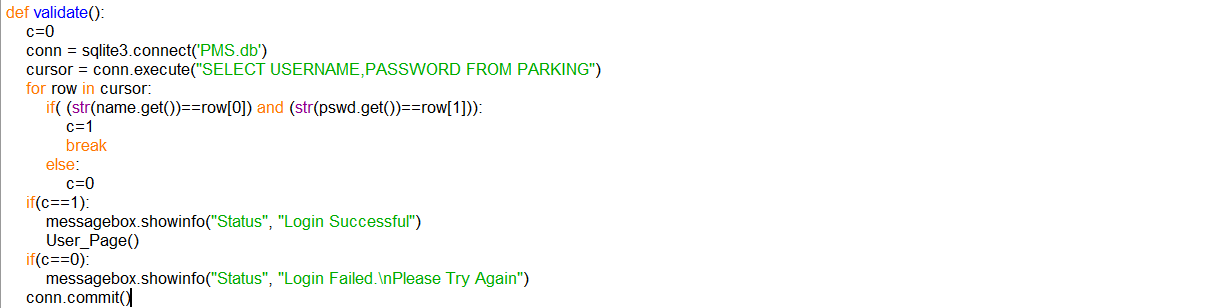 def validate():
    c=0
    conn = sqlite3.connect('PMS.db')
    cursor = conn.execute("SELECT USERNAME,PASSWORD FROM PARKING")
    for row in cursor:
        if( (str(name.get())==row[0]) and (str(pswd.get())==row[1])):
            c=1
            break
        else:
            c=0
    if(c==1):
        messagebox.showinfo("Status", "Login Successful")
        User_Page()
    if(c==0):
        messagebox.showinfo("Status", "Login Failed.\nPlease Try Again")
    conn.commit()